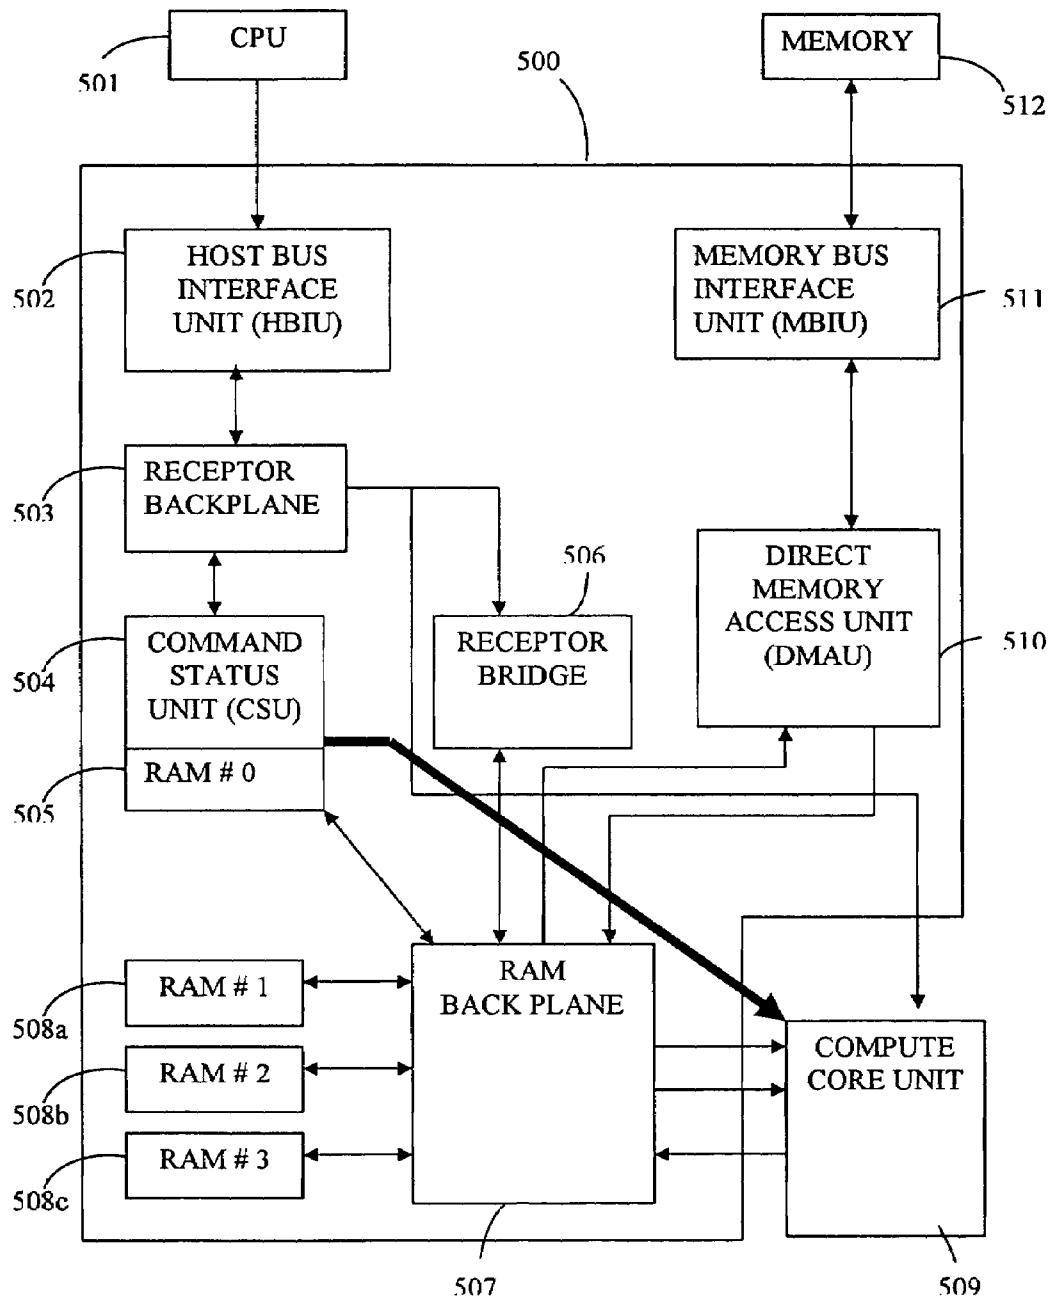 CPU
501
500
MEMORY
512
HOST BUS
INTERFACE
UNIT (HBIU)
502
MEMORY BUS
INTERFACE
UNIT (MBIU)
511
RECEPTOR
BACKPLANE
503
506
DIRECT
MEMORY
ACCESS UNIT
(DMAU)
510
COMMAND
STATUS
UNIT (CSU)
504
RECEPTOR
BRIDGE
RAM # 0
505
RAM
BACK PLANE
RAM # 1
508a
RAM # 2
508b
RAM # 3
508c
COMPUTE
CORE UNIT
507
509